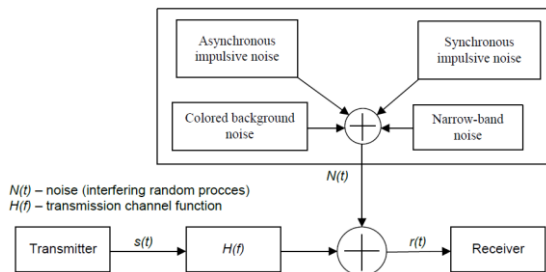 Asynchronous
impulsive noise
Synchronous
impulsive noise
Colored background
noise
Narrow-band
noise
N(t)
N(t) – noise (interfering random procces)
H(f) – transmission channel function
Transmitter
s(t)
H(f)
r(t)
Receiver